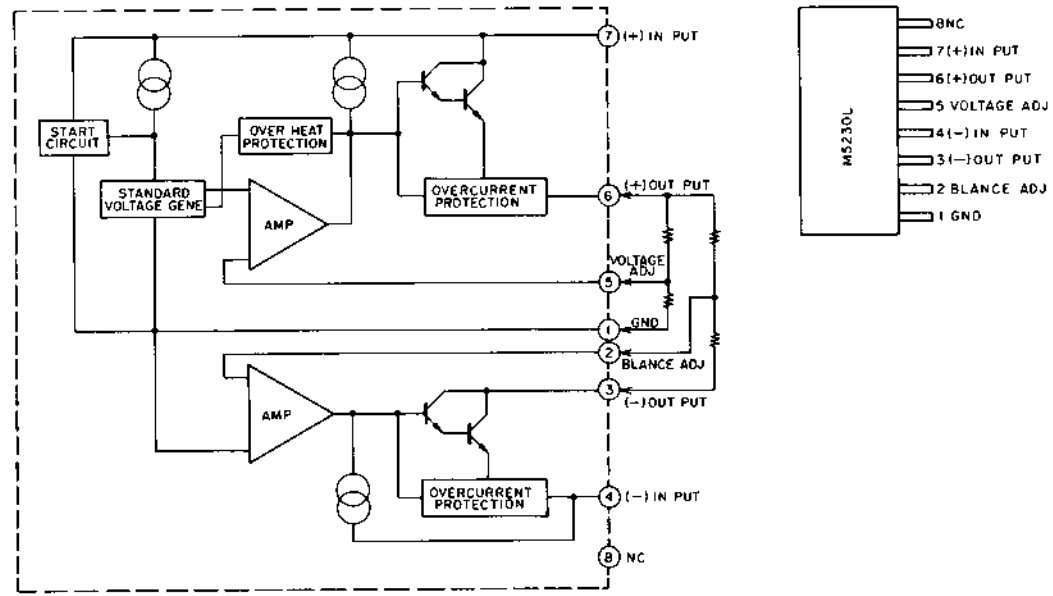 7 (+) IN PUT
START
CIRCUIT
OVER HEAT
PROTECTION
STANDARD
VOLTAGE GENE
AMP
OVERCURRENT
PROTECTION
6 (+) OUT PUT
VOLTAGE
ADJ
5
1 GND
2
BLANCE ADJ
3
(-) OUT PUT
AMP
OVERCURRENT
PROTECTION
4 (-) IN PUT
8 NC
M5230L
8NC
7(+) IN PUT
6(+) OUT PUT
5 VOLTAGE ADJ
4(-) IN PUT
3(-) OUT PUT
2 BLANCE ADJ
1 GND